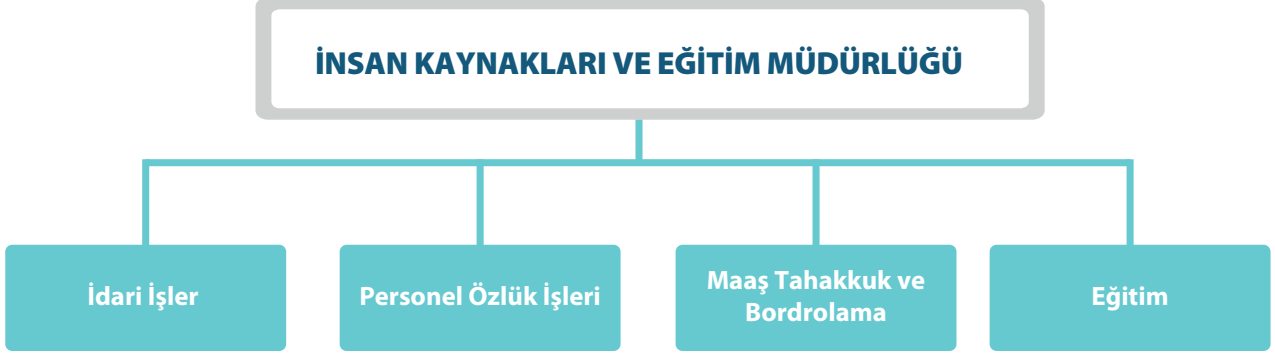 İNSAN KAYNAKLARI VE EĞİTİM MÜDÜRLÜĞÜ
İdari İşler
Personel Özlük İşleri
Maaş Tahakkuk ve
Bordrolama
Eğitim